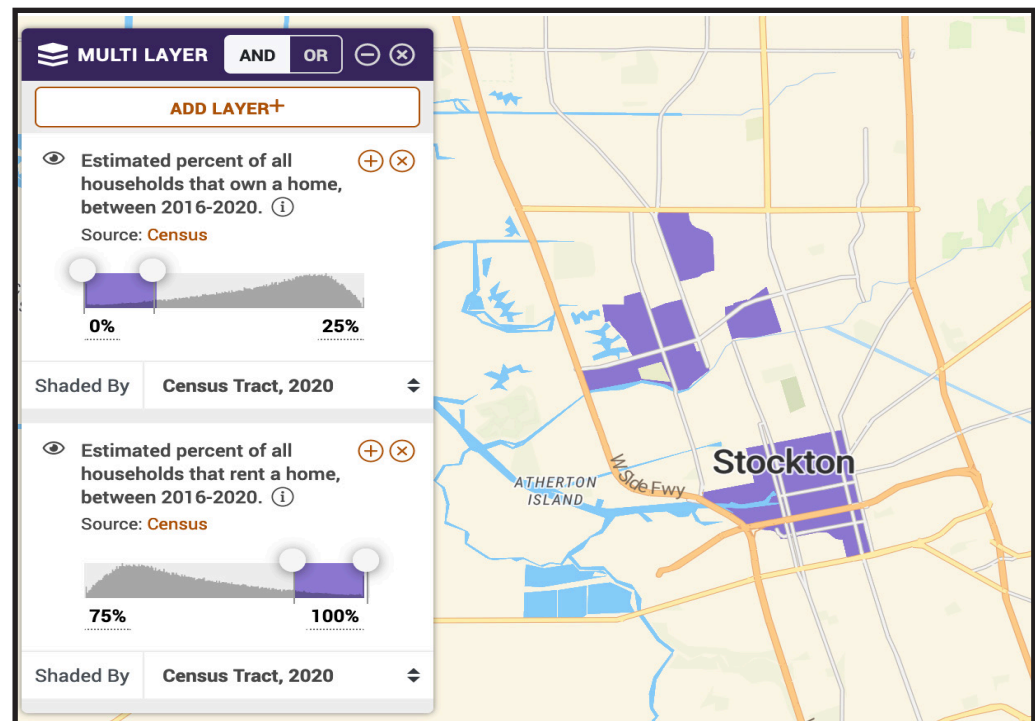 MULTI LAYER AND OR
ADD LAYER+
Estimated percent of all
households that own a home,
between 2016-2020.
Source: Census
0% 25%
Shaded By Census Tract, 2020
Estimated percent of all
households that rent a home,
between 2016-2020.
Source: Census
75% 100%
Shaded By Census Tract, 2020
Stockton
W Side Fwy
ATHERTON
ISLAND